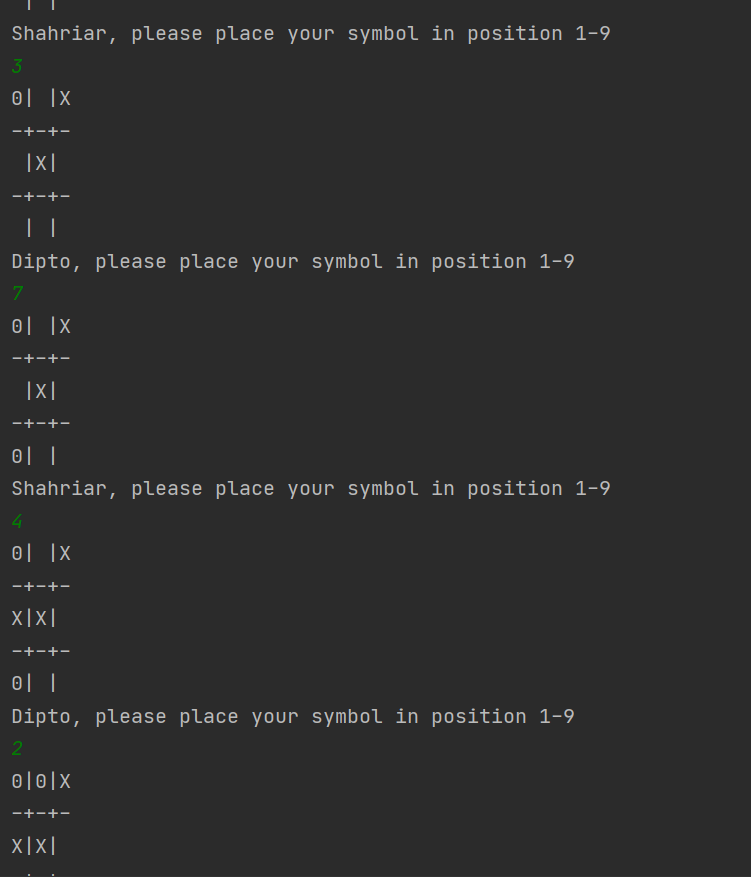 | |
Shahriar, please place your symbol in position 1-9
3
0| |X
-+-+-
 |X|
-+-+-
 | |
Dipto, please place your symbol in position 1-9
7
0| |X
-+-+-
 |X|
-+-+-
0| |
Shahriar, please place your symbol in position 1-9
4
0| |X
-+-+-
X|X|
-+-+-
0| |
Dipto, please place your symbol in position 1-9
2
0|0|X
-+-+-
X|X|